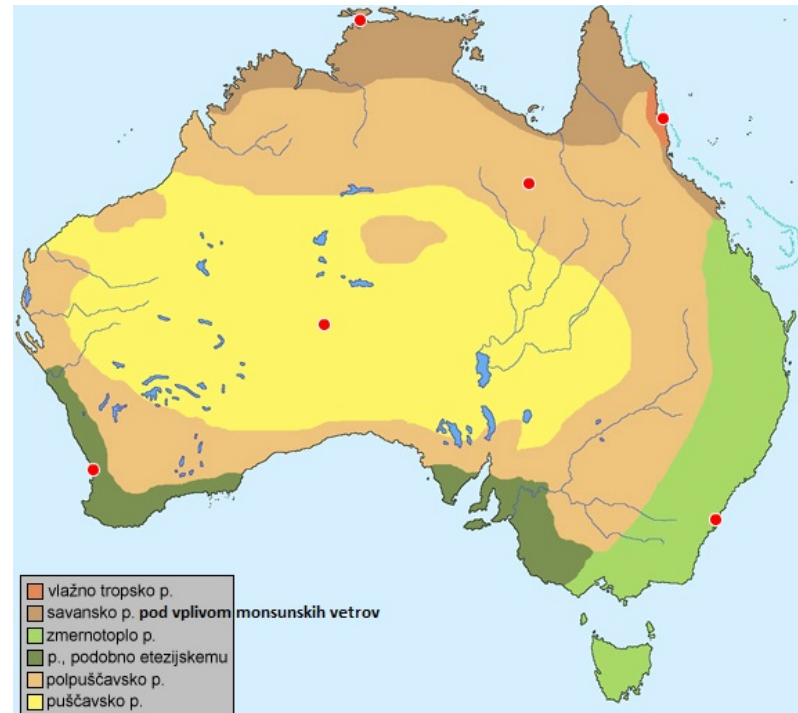 vlažno tropsko p.
savansko p. pod vplivom monsunskih vetrov
zmernotoplo p.
p., podobno etezijskemu
polpuščavsko p.
puščavsko p.